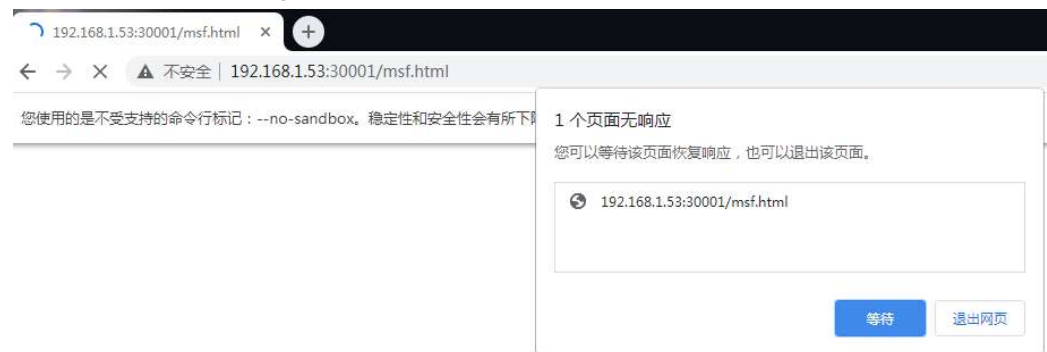 192.168.1.53:30001/msf.html
不安全 | 192.168.1.53:30001/msf.html
您使用的是不受支持的命令行标记：--no-sandbox。稳定性和安全性会有所下
1 个页面无响应
您可以等待该页面恢复响应，也可以退出该页面。
192.168.1.53:30001/msf.html
等待 退出网页